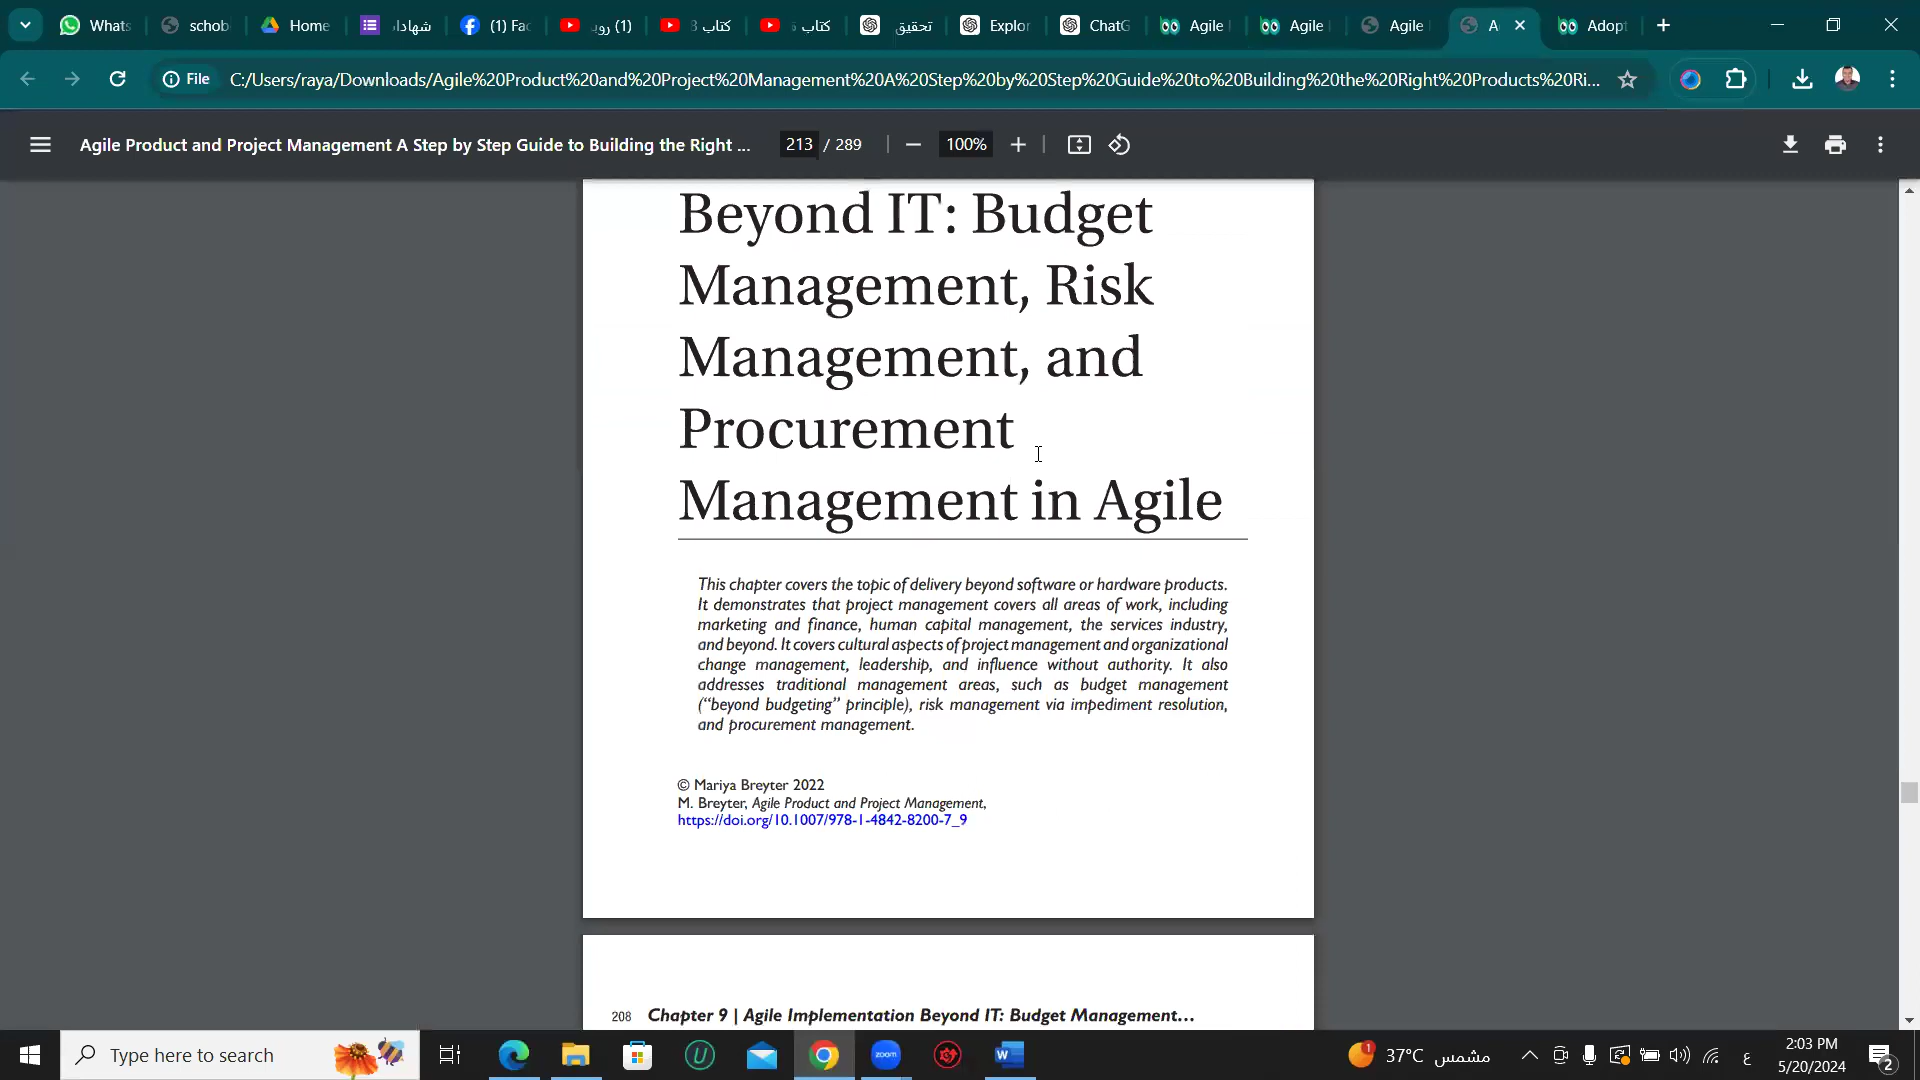 Whats
schob
Home
شهادا
(1) Fac
(1) روب
كتاب 8
كتاب ة
تحقيق
Explor
ChatG
Agile
Agile
Agile
A
Adopt
File
C:/Users/raya/Downloads/Agile%20Product%20and%20Project%20Management%20A%20Step%20by%20Step%20Guide%20to%20Building%20the%20Right%20Products%20Ri...
Agile Product and Project Management A Step by Step Guide to Building the Right ...
213 / 289
100%
Beyond IT: Budget
Management, Risk
Management, and
Procurement
Management in Agile
This chapter covers the topic of delivery beyond software or hardware products.
It demonstrates that project management covers all areas of work, including
marketing and finance, human capital management, the services industry,
and beyond. It covers cultural aspects of project management and organizational
change management, leadership, and influence without authority. It also
addresses traditional management areas, such as budget management
(“beyond budgeting” principle), risk management via impediment resolution,
and procurement management.
© Mariya Breyter 2022
M. Breyter, Agile Product and Project Management,
https://doi.org/10.1007/978-1-4842-8200-7_9
208 Chapter 9 | Agile Implementation Beyond IT: Budget Management...
Type here to search
zoom
37°C مشمس
ع
2:03 PM
5/20/2024
2